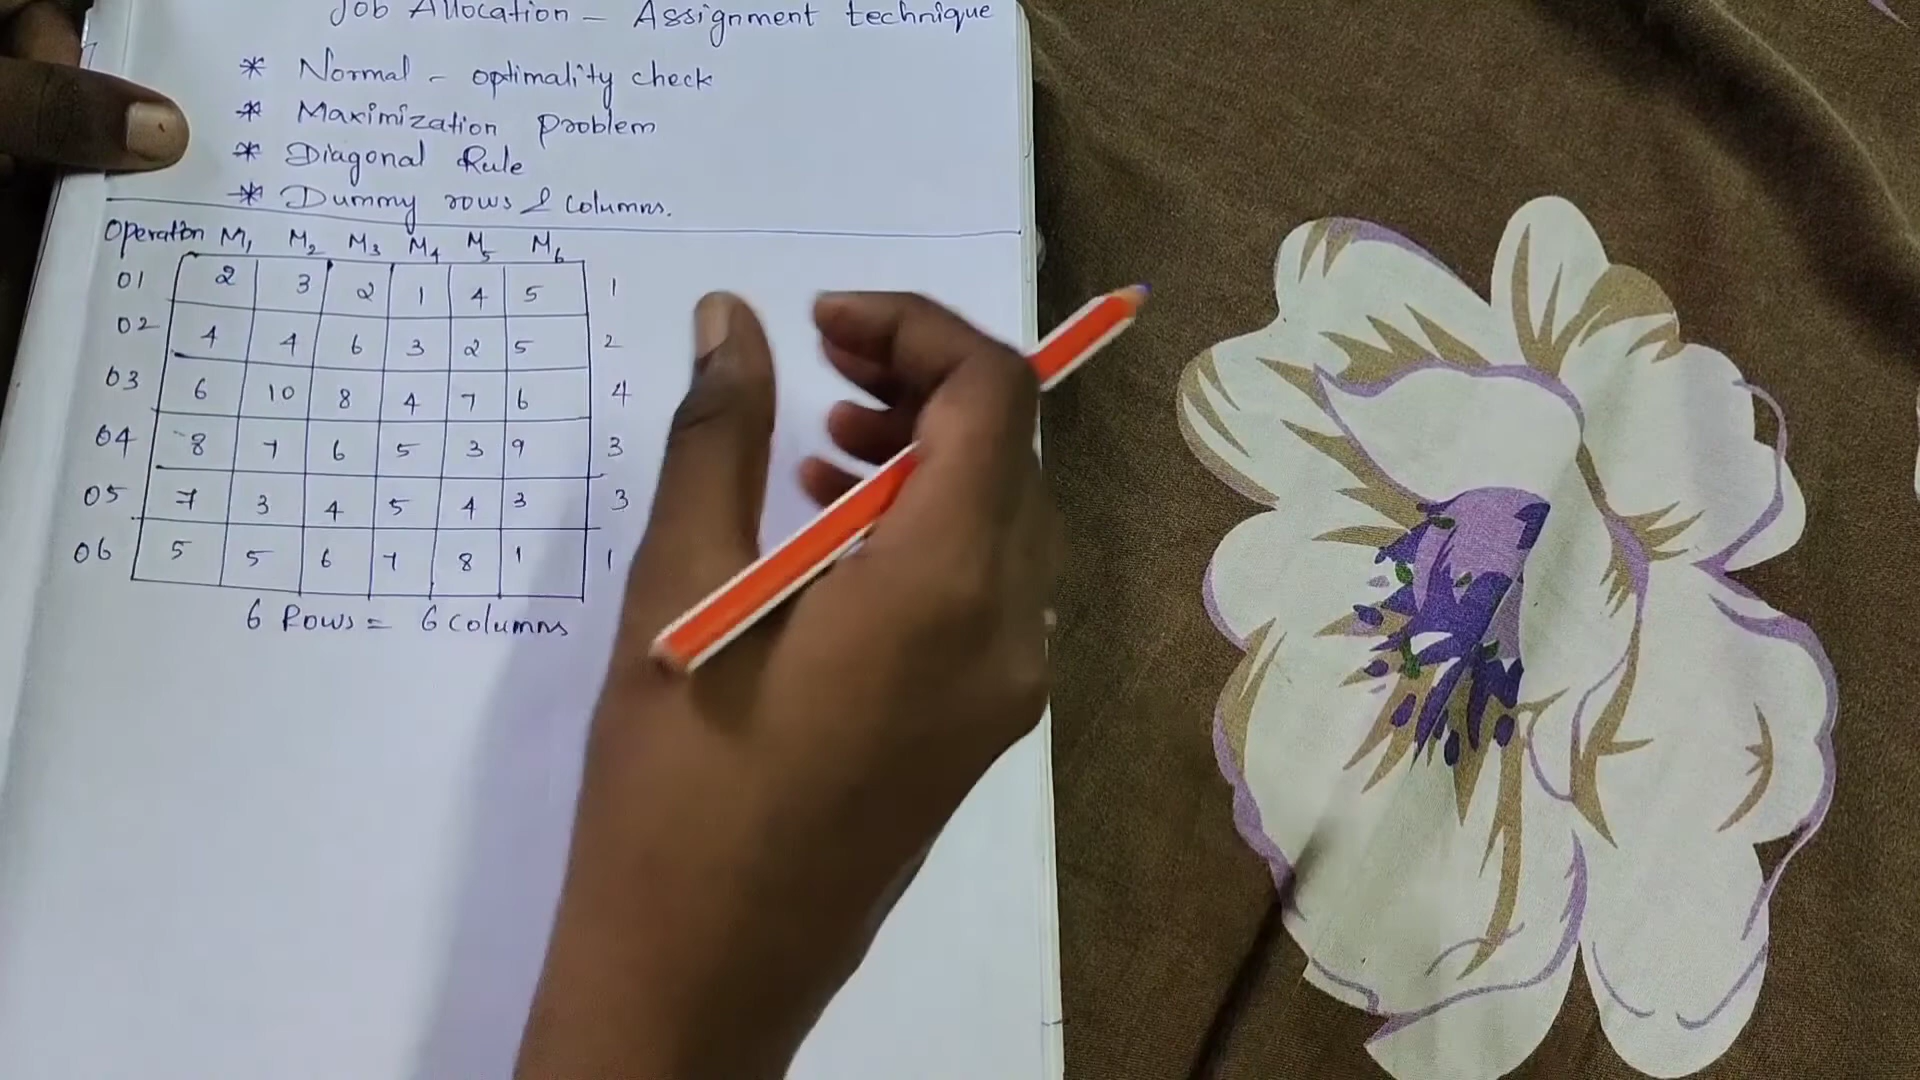 Job Allocation - Assignment technique
* Normal - optimality check
* Maximization problem
* Diagonal Rule
* Dummy rows & columns.
Operation M1 M2 M3 M4 M5 M6
01 2 3 2 1 4 5 1
02 4 4 6 3 2 5 2
03 6 10 8 4 7 6 4
04 8 7 6 5 3 9 3
05 7 3 4 5 4 3 3
06 5 5 6 7 8 1 1
6 Rows = 6 columns